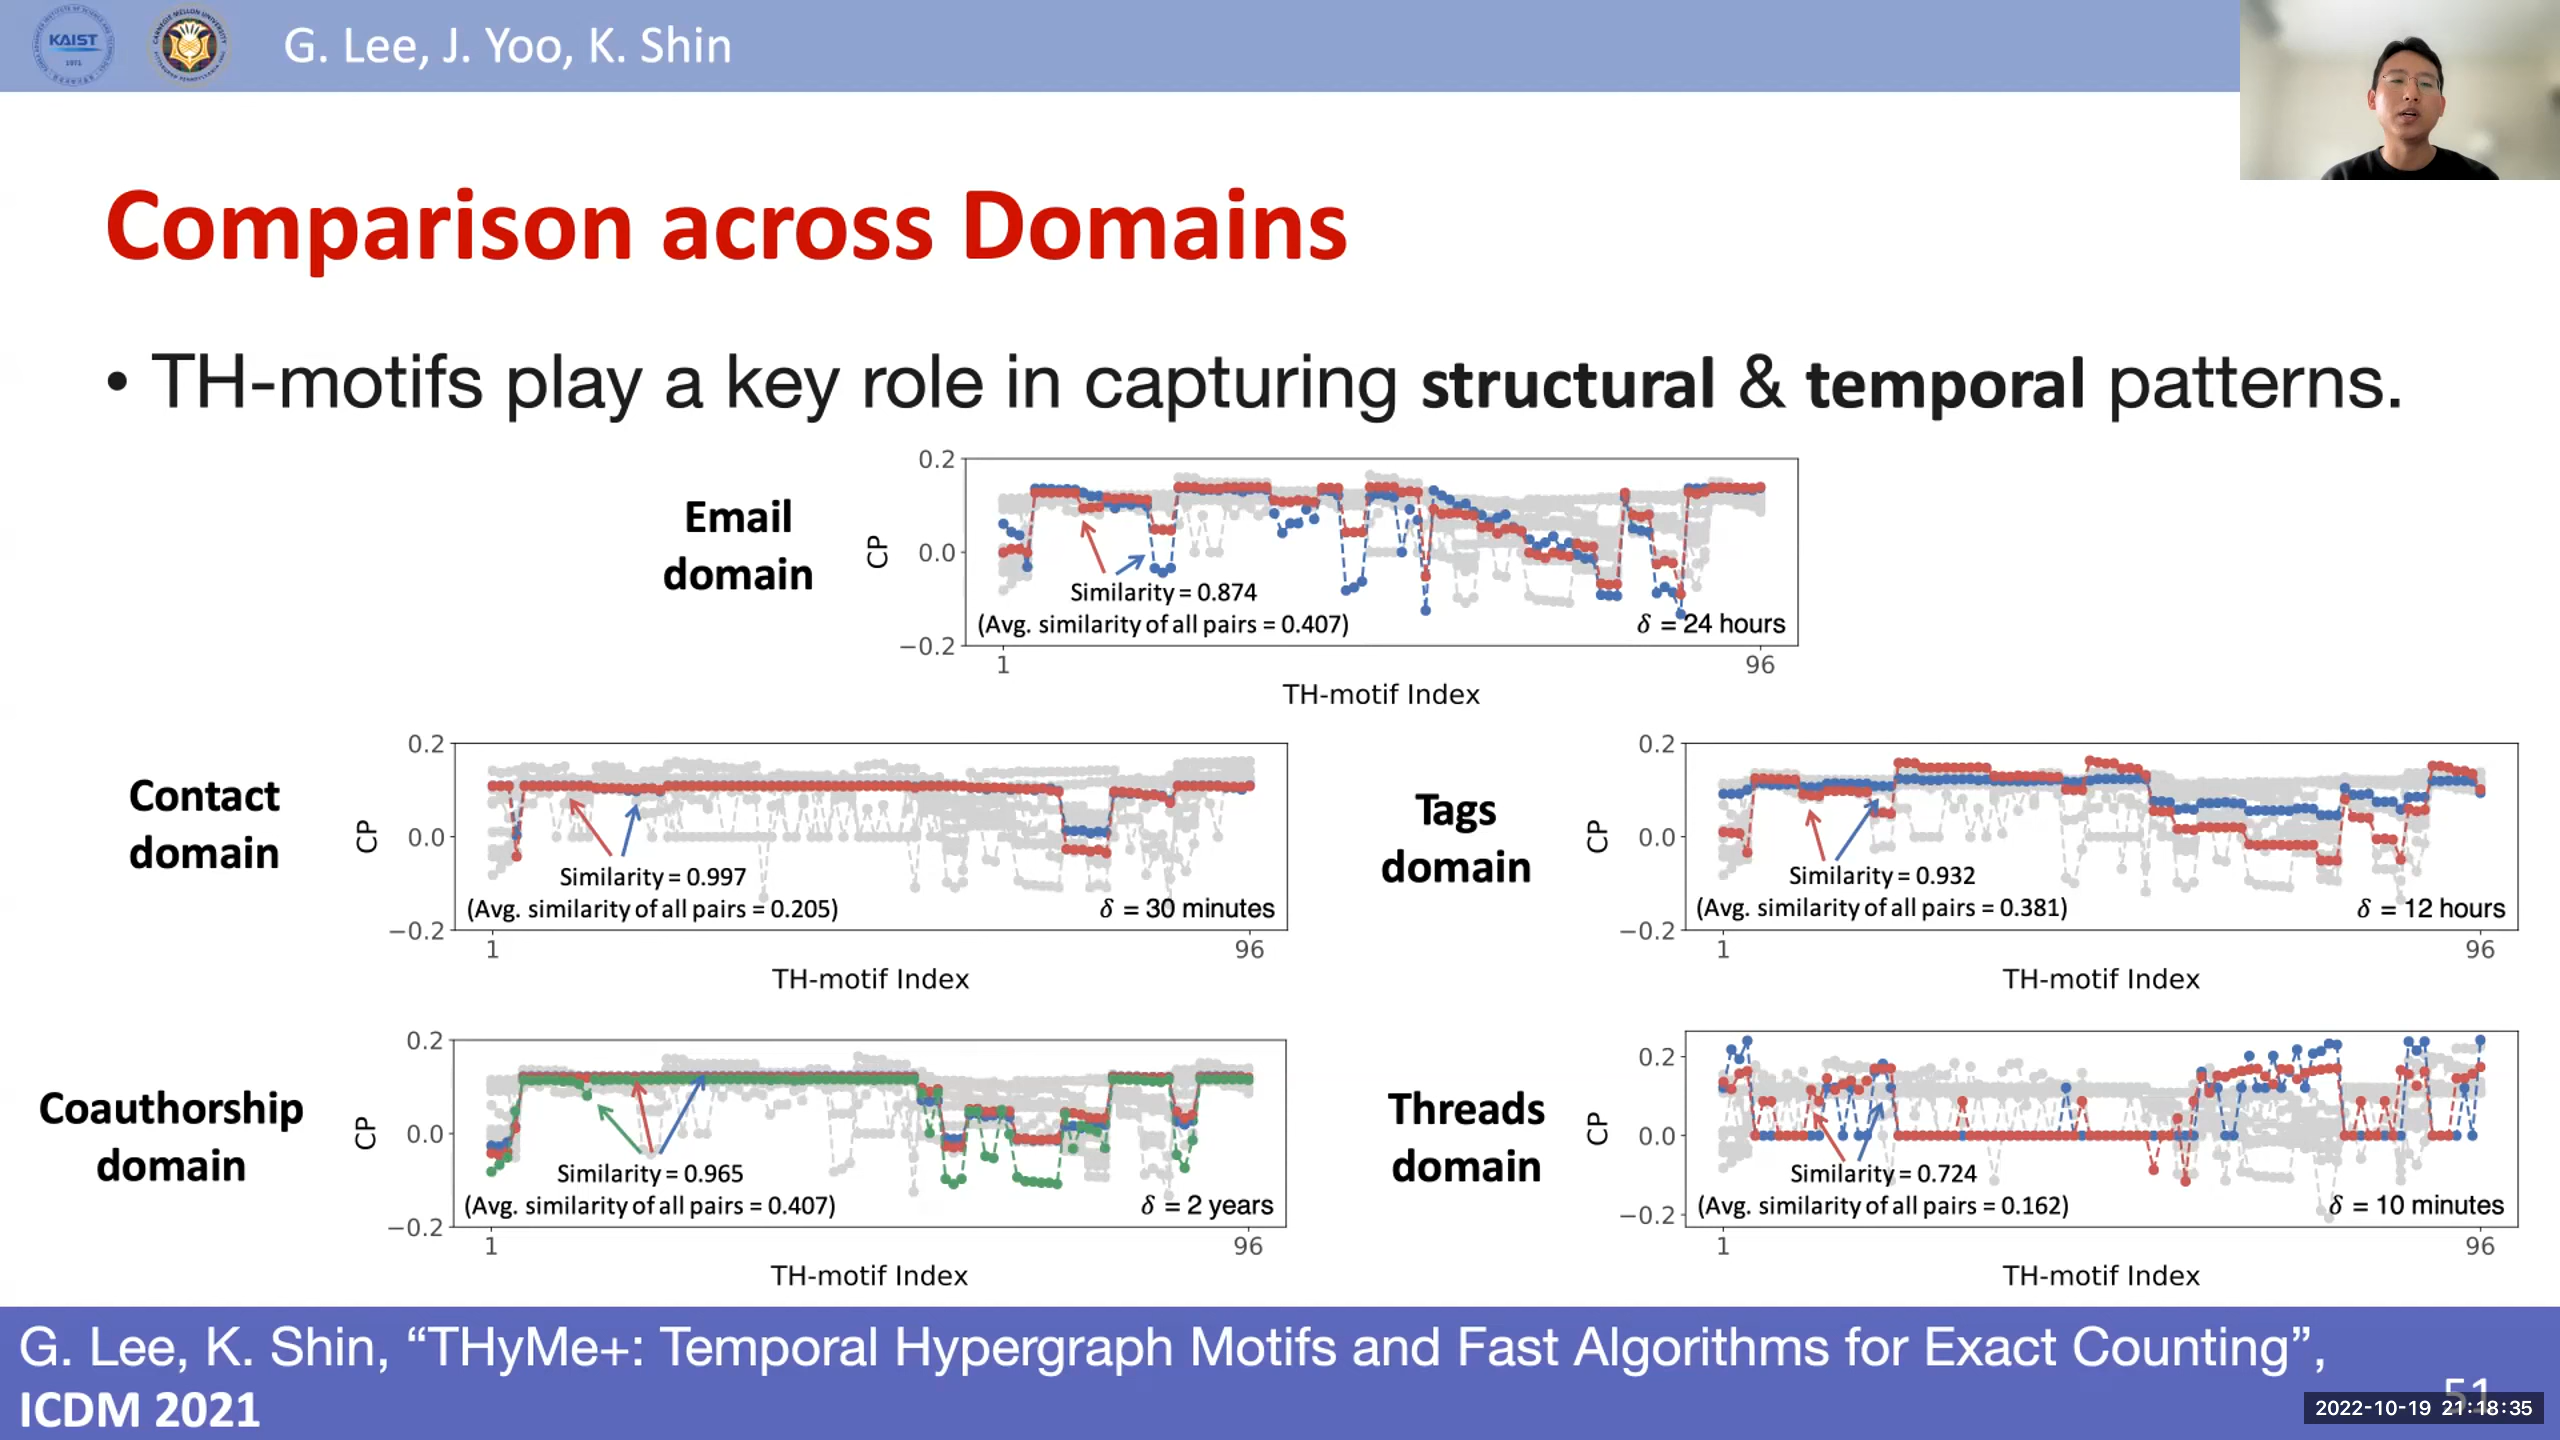 KAIST
1971
G. Lee, J. Yoo, K. Shin
Comparison across Domains
• TH-motifs play a key role in capturing structural & temporal patterns.
Email
domain
CP
0.2
0.0
−0.2
Similarity = 0.874
(Avg. similarity of all pairs = 0.407)
δ = 24 hours
1
96
TH-motif Index
Contact
domain
CP
0.2
0.0
−0.2
Similarity = 0.997
(Avg. similarity of all pairs = 0.205)
δ = 30 minutes
1
96
TH-motif Index
Tags
domain
CP
0.2
0.0
−0.2
Similarity = 0.932
(Avg. similarity of all pairs = 0.381)
δ = 12 hours
1
96
TH-motif Index
Coauthorship
domain
CP
0.2
0.0
−0.2
Similarity = 0.965
(Avg. similarity of all pairs = 0.407)
δ = 2 years
1
96
TH-motif Index
Threads
domain
CP
0.2
0.0
−0.2
Similarity = 0.724
(Avg. similarity of all pairs = 0.162)
δ = 10 minutes
1
96
TH-motif Index
G. Lee, K. Shin, “THyMe+: Temporal Hypergraph Motifs and Fast Algorithms for Exact Counting”,
ICDM 2021
51
2022-10-19 21:18:35